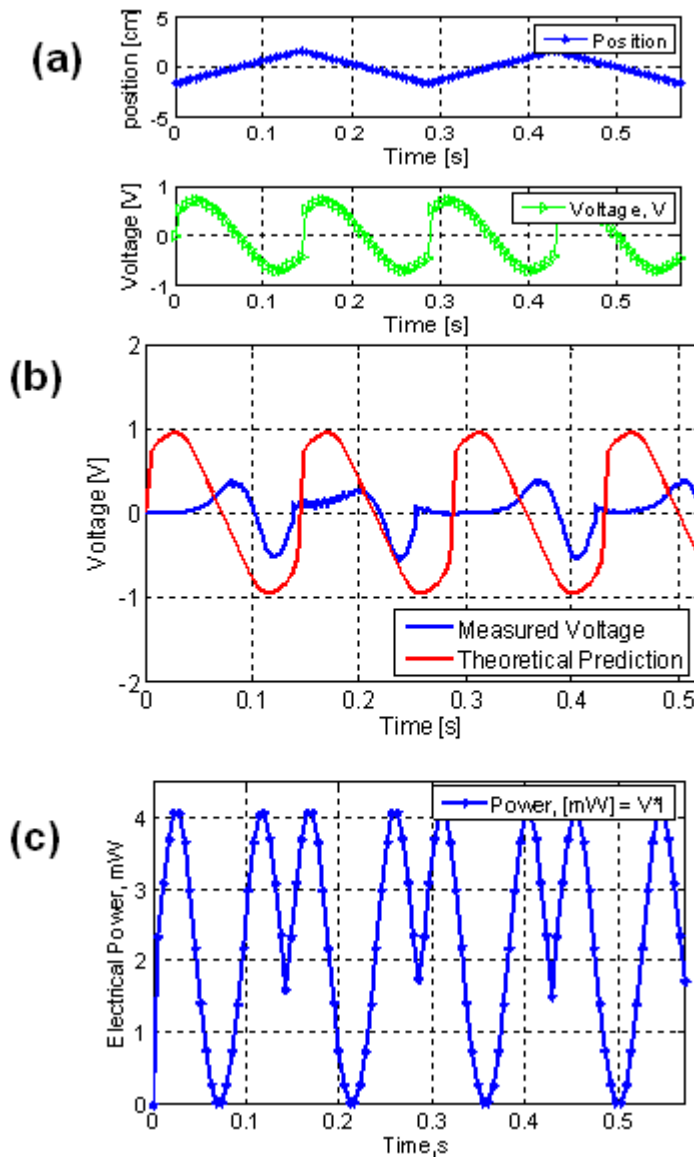 (a)
position [cm]
5
0
-5
Position
0 0.1 0.2 0.3 0.4 0.5
Time [s]
Voltage [V]
1
0
-1
Voltage, V
0 0.1 0.2 0.3 0.4 0.5
Time [s]
(b)
Voltage [V]
2
1
0
-1
-2
Measured Voltage
Theoretical Prediction
0 0.1 0.2 0.3 0.4 0.5
Time [s]
(c)
Electrical Power, mW
4
3
2
1
0
Power, [mW] = V*I
0 0.1 0.2 0.3 0.4 0.5
Time,s